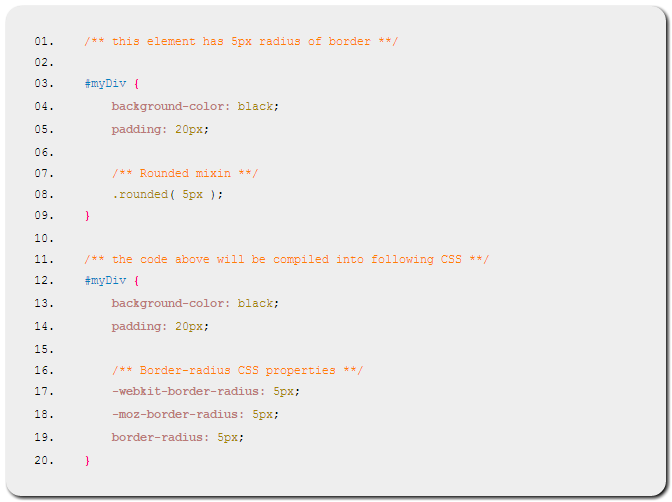 01. /** this element has 5px radius of border **/
02.
03. #myDiv {
04. background-color: black;
05. padding: 20px;
06.
07. /** Rounded mixin **/
08. .rounded( 5px );
09. }
10.
11. /** the code above will be compiled into following CSS **/
12. #myDiv {
13. background-color: black;
14. padding: 20px;
15.
16. /** Border-radius CSS properties **/
17. -webkit-border-radius: 5px;
18. -moz-border-radius: 5px;
19. border-radius: 5px;
20. }